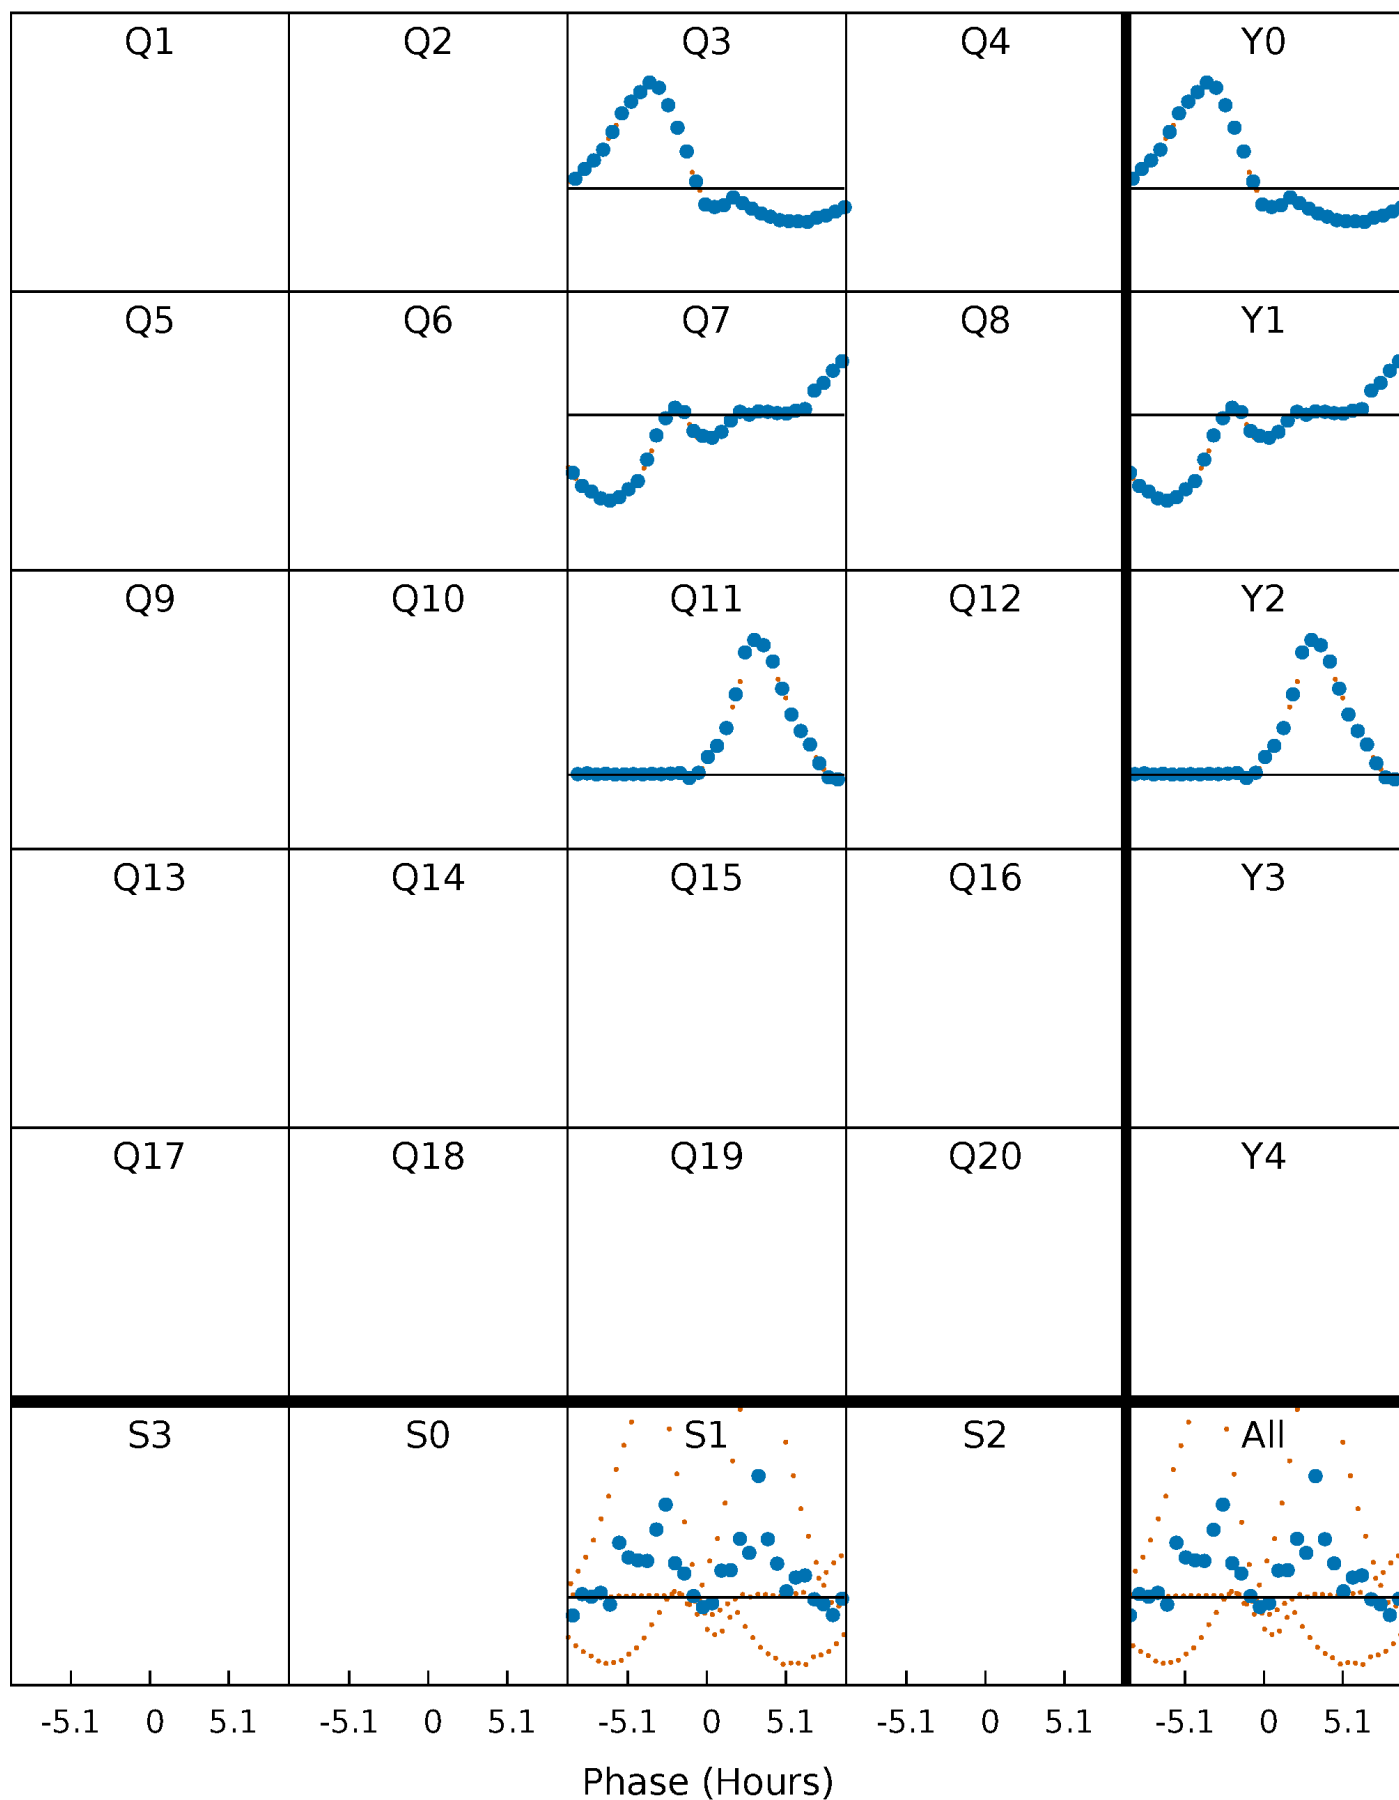 Q1 Q2 Q3 Q4 Y0
Q5 Q6 Q7 Q8 Y1
Q9 Q10 Q11 Q12 Y2
Q13 Q14 Q15 Q16 Y3
Q17 Q18 Q19 Q20 Y4
S3 S0 S1 S2 All
-5.1 0 5.1 -5.1 0 5.1 -5.1 0 5.1 -5.1 0 5.1 -5.1 0 5.1
Phase (Hours)